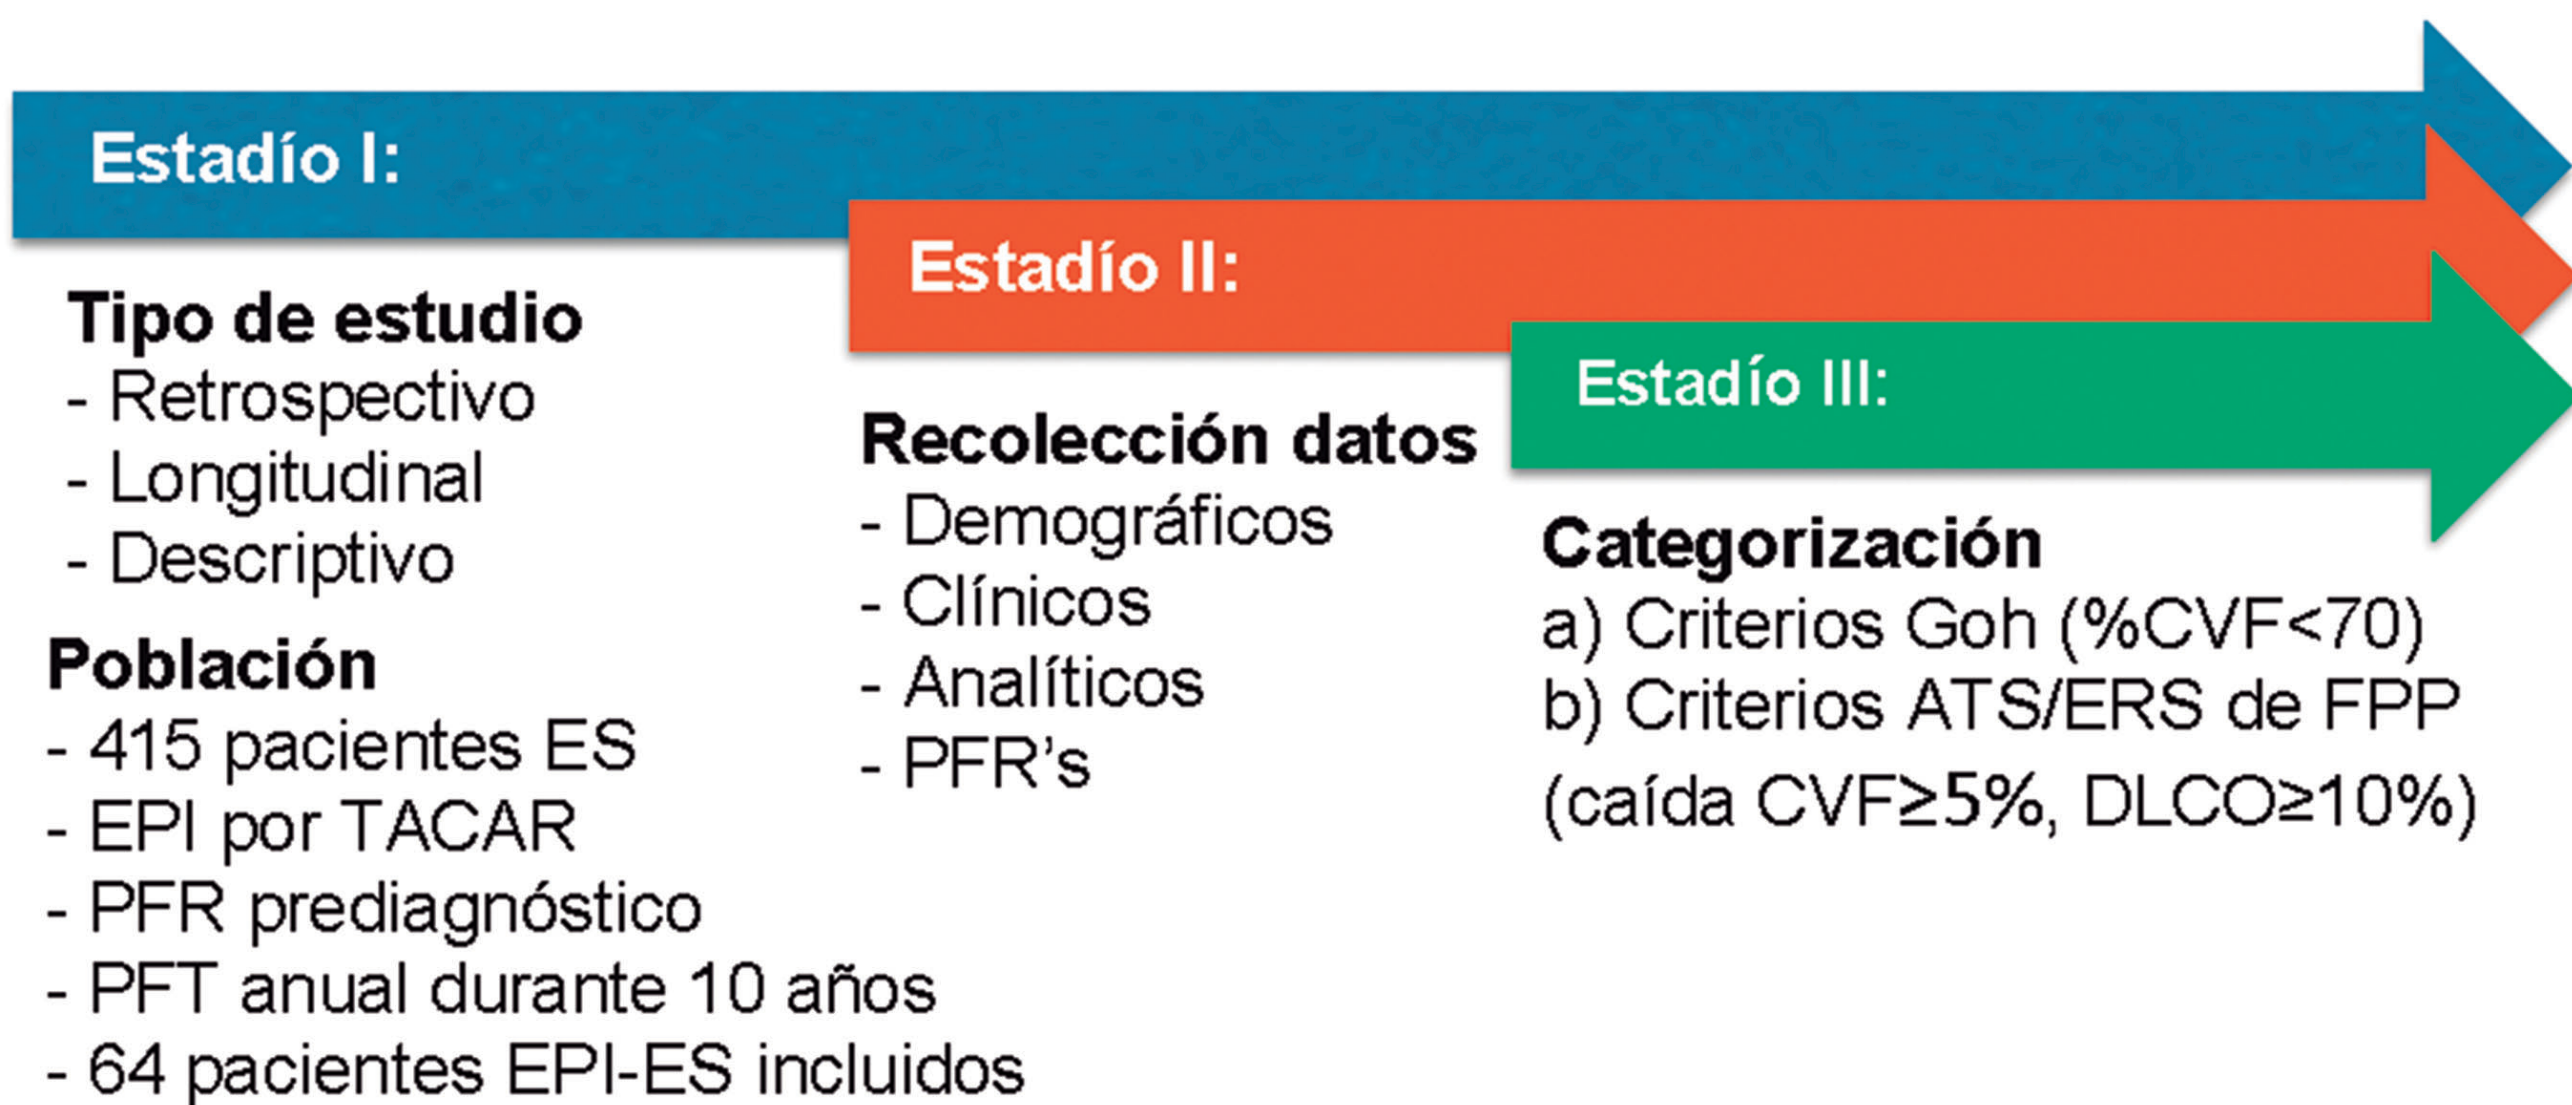 Estadío I:
Tipo de estudio
- Retrospectivo
- Longitudinal
- Descriptivo
Población
- 415 pacientes ES
- EPI por TACAR
- PFR prediagnóstico
- PFT anual durante 10 años
- 64 pacientes EPI-ES incluidos
Estadío II:
Recolección datos
- Demográficos
- Clínicos
- Analíticos
- PFR’s
Estadío III:
Categorización
a) Criterios Goh (%CVF<70)
b) Criterios ATS/ERS de FPP
(caída CVF≥5%, DLCO≥10%)